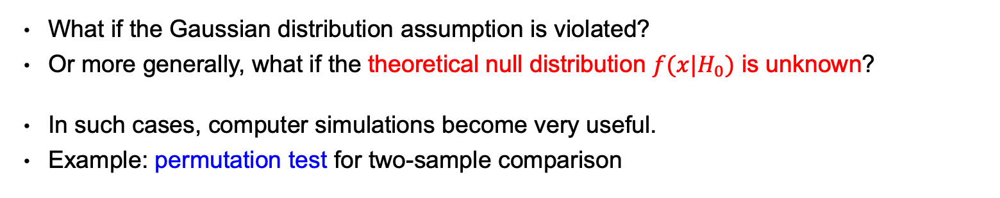 • What if the Gaussian distribution assumption is violated?
• Or more generally, what if the theoretical null distribution f(x|H₀) is unknown?
• In such cases, computer simulations become very useful.
• Example: permutation test for two-sample comparison